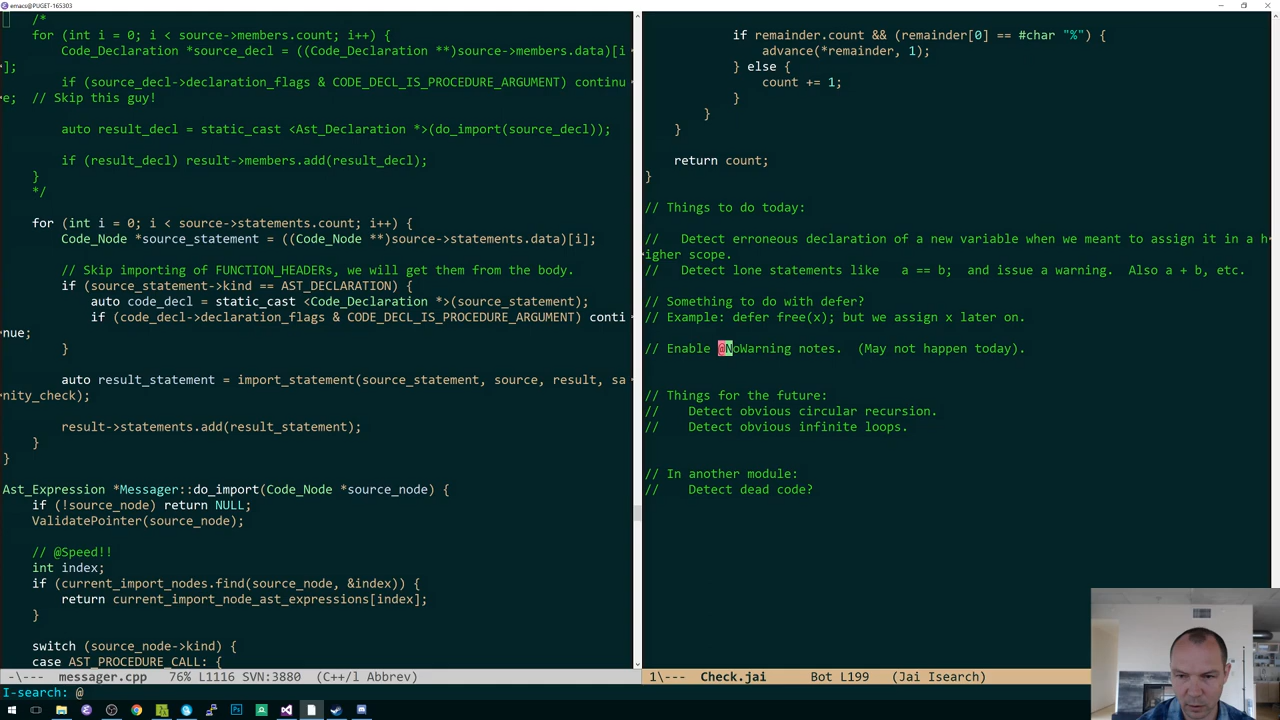 emacs@PUGET-165303
/*
for (int i = 0; i < source->members.count; i++) {
Code_Declaration *source_decl = ((Code_Declaration **)source->members.data)[i
];
if (source_decl->declaration_flags & CODE_DECL_IS_PROCEDURE_ARGUMENT) continu
e;  // Skip this guy!
auto result_decl = static_cast <Ast_Declaration *>(do_import(source_decl));
if (result_decl) result->members.add(result_decl);
}
*/
for (int i = 0; i < source->statements.count; i++) {
Code_Node *source_statement = ((Code_Node **)source->statements.data)[i];
// Skip importing of FUNCTION_HEADERs, we will get them from the body.
if (source_statement->kind == AST_DECLARATION) {
auto code_decl = static_cast <Code_Declaration *>(source_statement);
if (code_decl->declaration_flags & CODE_DECL_IS_PROCEDURE_ARGUMENT) conti
nue;
}
auto result_statement = import_statement(source_statement, source, result, sa
nity_check);
result->statements.add(result_statement);
}
}
Ast_Expression *Messager::do_import(Code_Node *source_node) {
if (!source_node) return NULL;
ValidatePointer(source_node);
// @Speed!!
int index;
if (current_import_nodes.find(source_node, &index)) {
return current_import_node_ast_expressions[index];
}
switch (source_node->kind) {
case AST_PROCEDURE_CALL: {
-\---  messager.cpp   76% L1116 SVN:3880  (C++/l Abbrev)
if remainder.count && (remainder[0] == #char "%") {
advance(*remainder, 1);
} else {
count += 1;
}
}
}
return count;
}
// Things to do today:
//   Detect erroneous declaration of a new variable when we meant to assign it in a h
igher scope.
//   Detect lone statements like   a == b;  and issue a warning.  Also a + b, etc.
// Something to do with defer?
// Example: defer free(x); but we assign x later on.
// Enable @NoWarning notes.  (May not happen today).
// Things for the future:
//    Detect obvious circular recursion.
//    Detect obvious infinite loops.
// In another module:
//    Detect dead code?
1\---  Check.jai      Bot L199   (Jai Isearch)
I-search: @